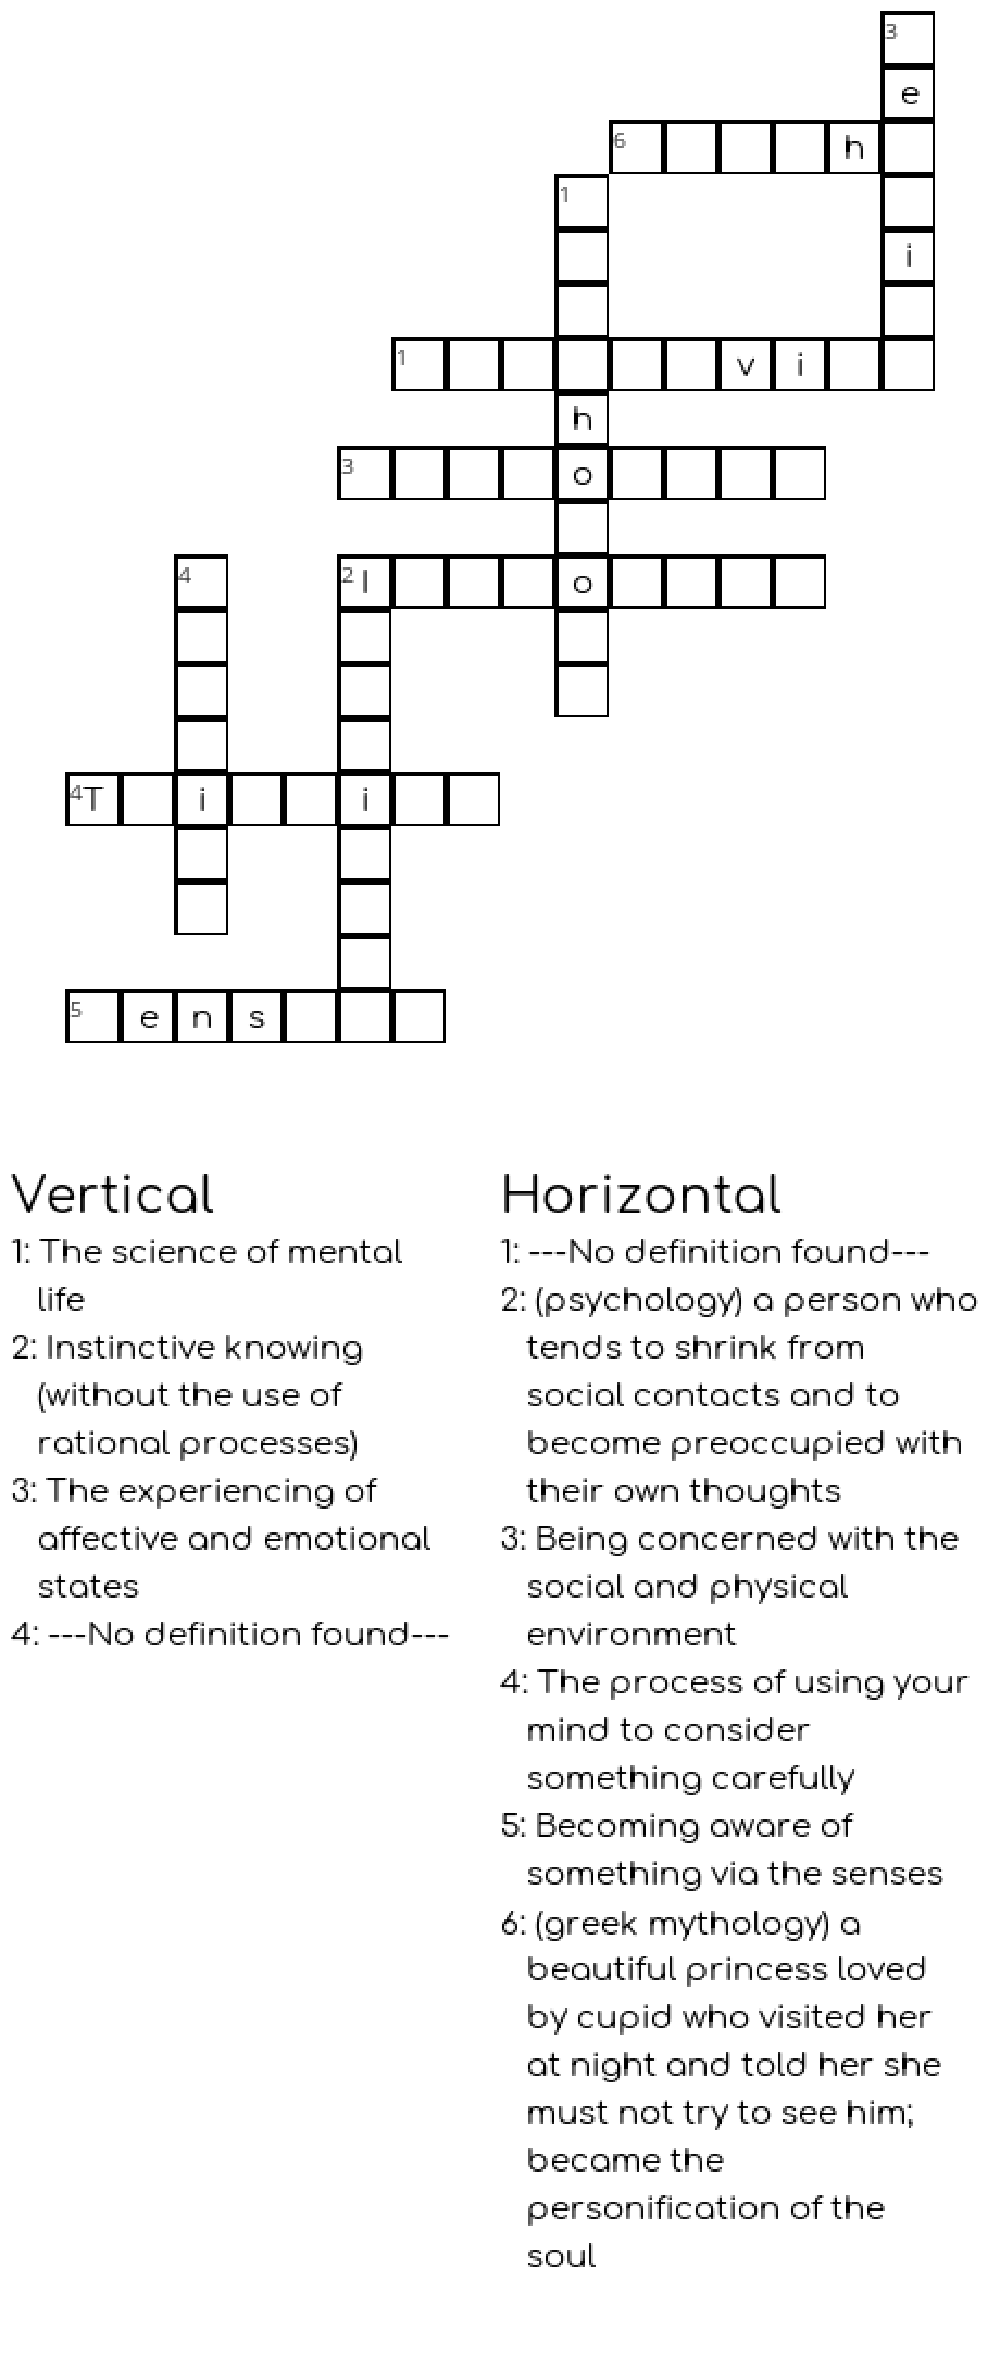 3
e
6 h
1
i
1 v i
h
3 o
4 2 I o
4 T i i
5 e n s
Vertical
1: The science of mental
life
2: Instinctive knowing
(without the use of
rational processes)
3: The experiencing of
affective and emotional
states
4: ---No definition found---
Horizontal
1: ---No definition found---
2: (psychology) a person who
tends to shrink from
social contacts and to
become preoccupied with
their own thoughts
3: Being concerned with the
social and physical
environment
4: The process of using your
mind to consider
something carefully
5: Becoming aware of
something via the senses
6: (greek mythology) a
beautiful princess loved
by cupid who visited her
at night and told her she
must not try to see him;
became the
personification of the
soul